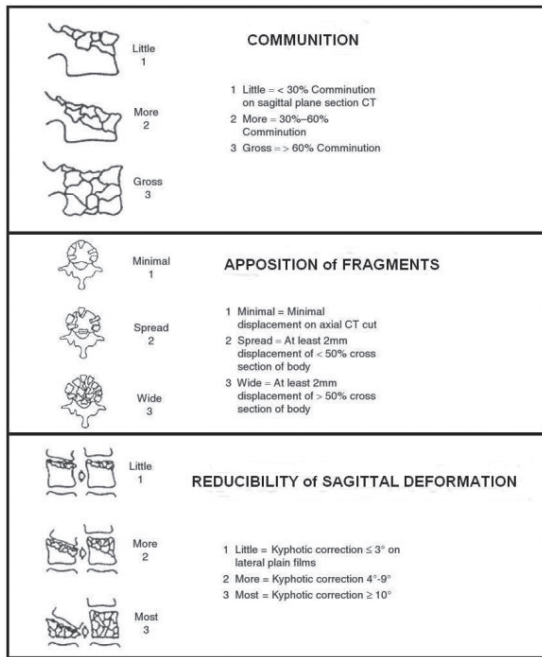 COMMUNITION
Little
1
More
2
Gross
3
1 Little = < 30% Comminution
on sagittal plane section CT
2 More = 30%–60%
Comminution
3 Gross = > 60% Comminution
APPOSITION of FRAGMENTS
Minimal
1
Spread
2
Wide
3
1 Minimal = Minimal
displacement on axial CT cut
2 Spread = At least 2mm
displacement of < 50% cross
section of body
3 Wide = At least 2mm
displacement of > 50% cross
section of body
REDUCIBILITY of SAGITTAL DEFORMATION
Little
1
More
2
Most
3
1 Little = Kyphotic correction ≤ 3° on
lateral plain films
2 More = Kyphotic correction 4°-9°
3 Most = Kyphotic correction ≥ 10°